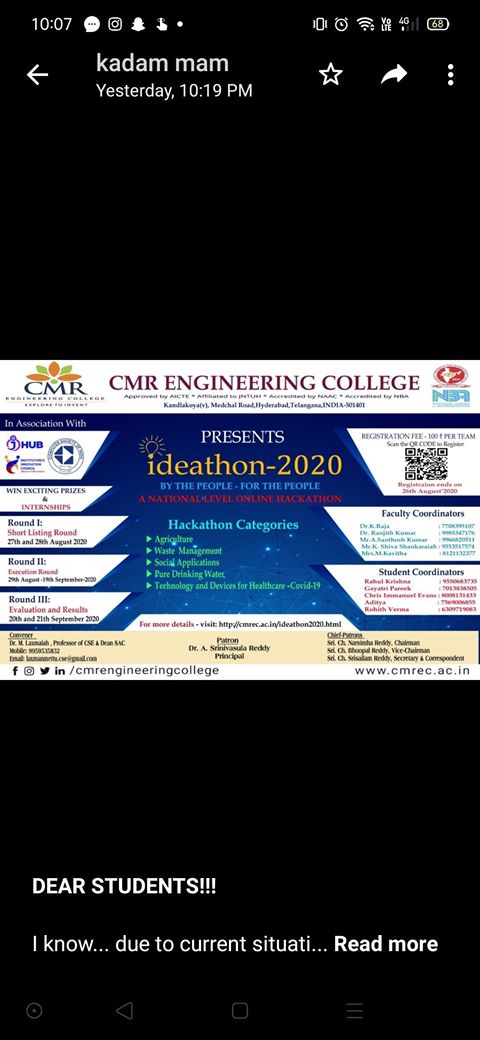 10:07
Vo LTE 4G 68
kadam mam
Yesterday, 10:19 PM
CMR
ENGINEERING COLLEGE
EXPLORE TO INVENT
CMR ENGINEERING COLLEGE
Approved by AICTE * Affiliated to JNTUH * Accredited by NAAC * Accredited by NBA
Kandlakoya(v), Medchal Road,Hyderabad,Telangana,INDIA-501401
NBA
In Association With
HUB
INSTITUTION'S
INNOVATION
COUNCIL
WIN EXCITING PRIZES
&
INTERNSHIPS
Round I:
Short Listing Round
27th and 28th August 2020
Round II:
Execution Round
29th August -19th September-2020
Round III:
Evaluation and Results
20th and 21th September 2020
PRESENTS
ideathon-2020
BY THE PEOPLE - FOR THE PEOPLE
A NATIONAL LEVEL ONLINE HACKATHON
Hackathon Categories
Agriculture
Waste Management
Social Applications
Pure Drinking Water
Technology and Devices for Healthcare -Covid-19
For more details - visit: http://cmrec.ac.in/ideathon2020.html
REGISTRATION FEE - 100 ₹ PER TEAM
Scan the QR CODE to Register
Registraion ends on
26th August'2020
Faculty Coordinators
Dr.K.Raja : 7708395107
Dr. Ranjith Kumar : 9985347176
Mr.A.Santhosh Kumar : 9966820511
Mr.K. Shiva Shankaraiah : 9553517574
Mrs.M.Kavitha : 8121132377
Student Coordinators
Rahul Krishna : 9550683735
Gayatri Pareek : 7013838505
Chris Immanuel Evans : 8008131433
Aditya : 7569006855
Rohith Verma : 6309719083
Convener
Dr. M. Laxmaiah , Professor of CSE & Dean SAC
Mobile: 9959535832
Email: laxmanmettu.cse@gmail.com
Patron
Dr. A. Srinivasula Reddy
Principal
Chief-Patrons
Sri. Ch. Narsimha Reddy, Chairman
Sri. Ch. Bhoopal Reddy, Vice-Chairman
Sri. Ch. Srisailam Reddy, Secretary & Correspondent
/cmrengineeringcollege
www.cmrec.ac.in
DEAR STUDENTS!!!
I know... due to current situati... Read more